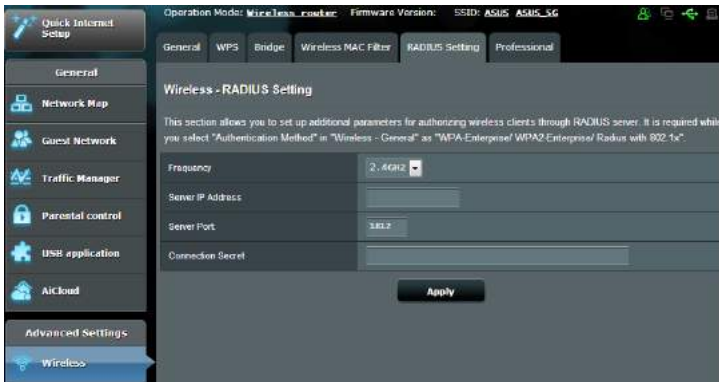 Quick Internet
Setup
Operation Mode: Wireless router Firmware Version: SSID: ASUS ASUS_5G
General WPS Bridge Wireless MAC Filter RADIUS Setting Professional
General
Network Map
Guest Network
Traffic Manager
Parental control
USB application
AiCloud
Advanced Settings
Wireless
Wireless - RADIUS Setting
This section allows you to set up additional parameters for authorizing wireless clients through RADIUS server. It is required while
you select "Authentication Method" in "Wireless - General" as "WPA-Enterprise/ WPA2-Enterprise/ Radius with 802.1x".
Frequency 2.4GHz
Server IP Address
Server Port 1812
Connection Secret
Apply